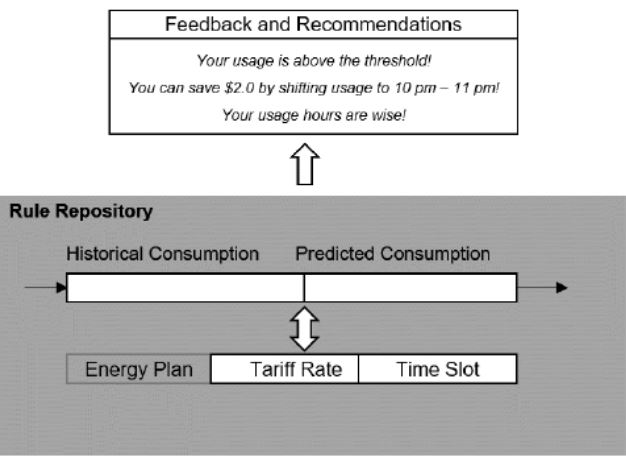 Feedback and Recommendations
Your usage is above the threshold!
You can save $2.0 by shifting usage to 10 pm – 11 pm!
Your usage hours are wise!
Rule Repository
Historical Consumption Predicted Consumption
Energy Plan Tariff Rate Time Slot